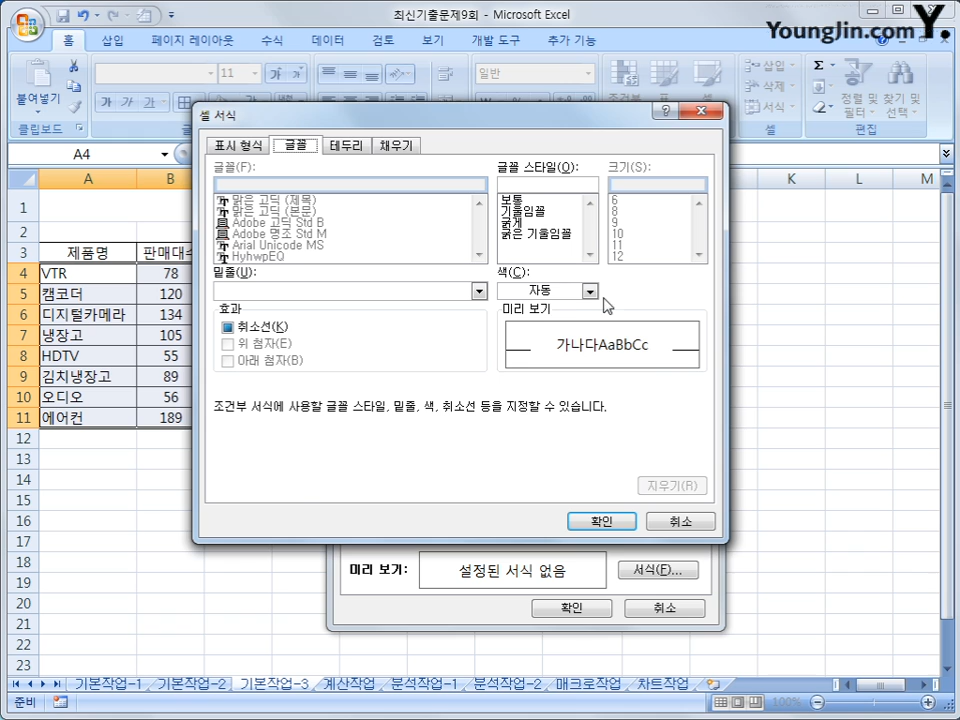 최신기출문제9회 - Microsoft Excel
YoungJin.com Y.
홈 삽입 페이지 레이아웃 수식 데이터 검토 보기 개발 도구 추가 기능
붙여넣기
11
가 가 가
일반
삽입
삭제
서식
정렬 및 필터 찾기 및 선택
클립보드 셀 편집
A4
A B K L M
1
2
3 제품명 판매대수
4 VTR 78
5 캠코더 120
6 디지털카메라 134
7 냉장고 105
8 HDTV 55
9 김치냉장고 89
10 오디오 56
11 에어컨 189
12
13
14
15
16
17
18
19
20
21
22
23
셀 서식
표시 형식 글꼴 테두리 채우기
글꼴(F): 글꼴 스타일(O): 크기(S):
맑은 고딕 (제목) 보통 6
맑은 고딕 (본문) 기울임꼴 8
Adobe 고딕 Std B 굵게 9
Adobe 명조 Std M 굵은 기울임꼴 10
Arial Unicode MS 11
HyhwpEQ 12
밑줄(U): 색(C):
자동
효과 미리 보기
취소선(K)
위 첨자(E)
아래 첨자(B)
가나다AaBbCc
조건부 서식에 사용할 글꼴 스타일, 밑줄, 색, 취소선 등을 지정할 수 있습니다.
지우기(R)
확인 취소
미리 보기: 설정된 서식 없음 서식(F)...
확인 취소
기본작업-1 기본작업-2 기본작업-3 계산작업 분석작업-1 분석작업-2 매크로작업 차트작업
준비 100%